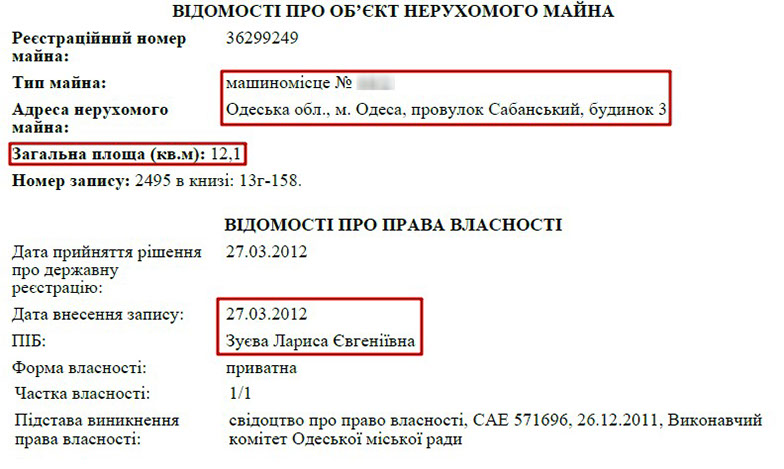 ВІДОМОСТІ ПРО ОБ’ЄКТ НЕРУХОМОГО МАЙНА
Реєстраційний номер майна: 36299249
Тип майна: машиномісце №
Адреса нерухомого майна: Одеська обл., м. Одеса, провулок Сабанський, будинок 3
Загальна площа (кв.м): 12,1
Номер запису: 2495 в книзі: 13г-158.
ВІДОМОСТІ ПРО ПРАВА ВЛАСНОСТІ
Дата прийняття рішення про державну реєстрацію: 27.03.2012
Дата внесення запису: 27.03.2012
ПІБ: Зуєва Лариса Євгеніївна
Форма власності: приватна
Частка власності: 1/1
Підстава виникнення права власності: свідоцтво про право власності, САЕ 571696, 26.12.2011, Виконавчий комітет Одеської міської ради